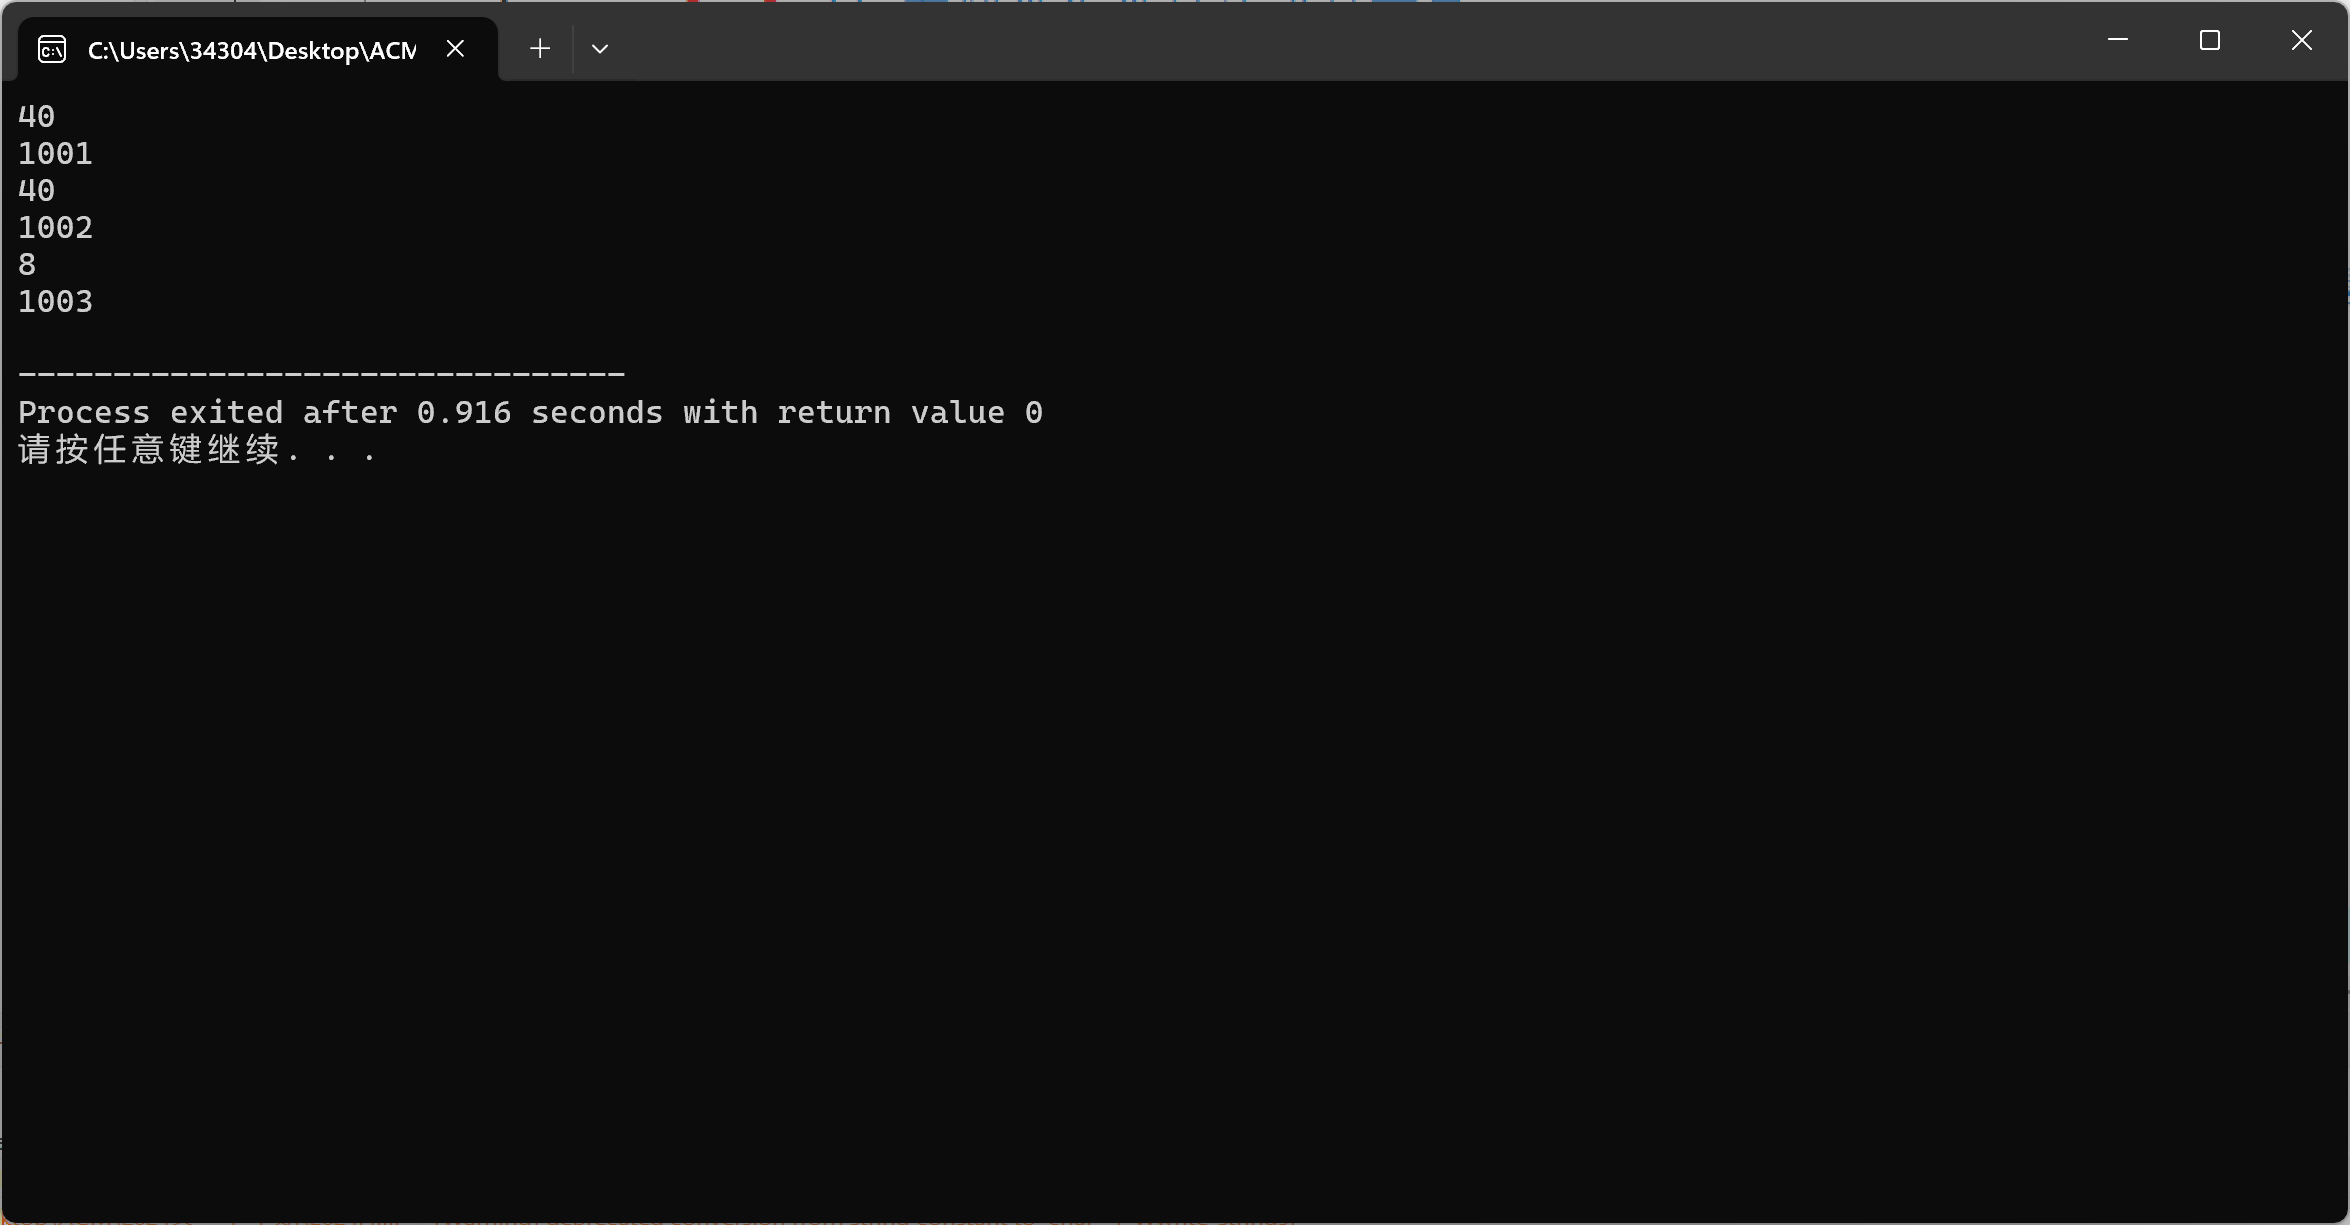 C:\Users\34304\Desktop\ACM
40
1001
40
1002
8
1003
--------------------------------
Process exited after 0.916 seconds with return value 0
请按任意键继续. . .